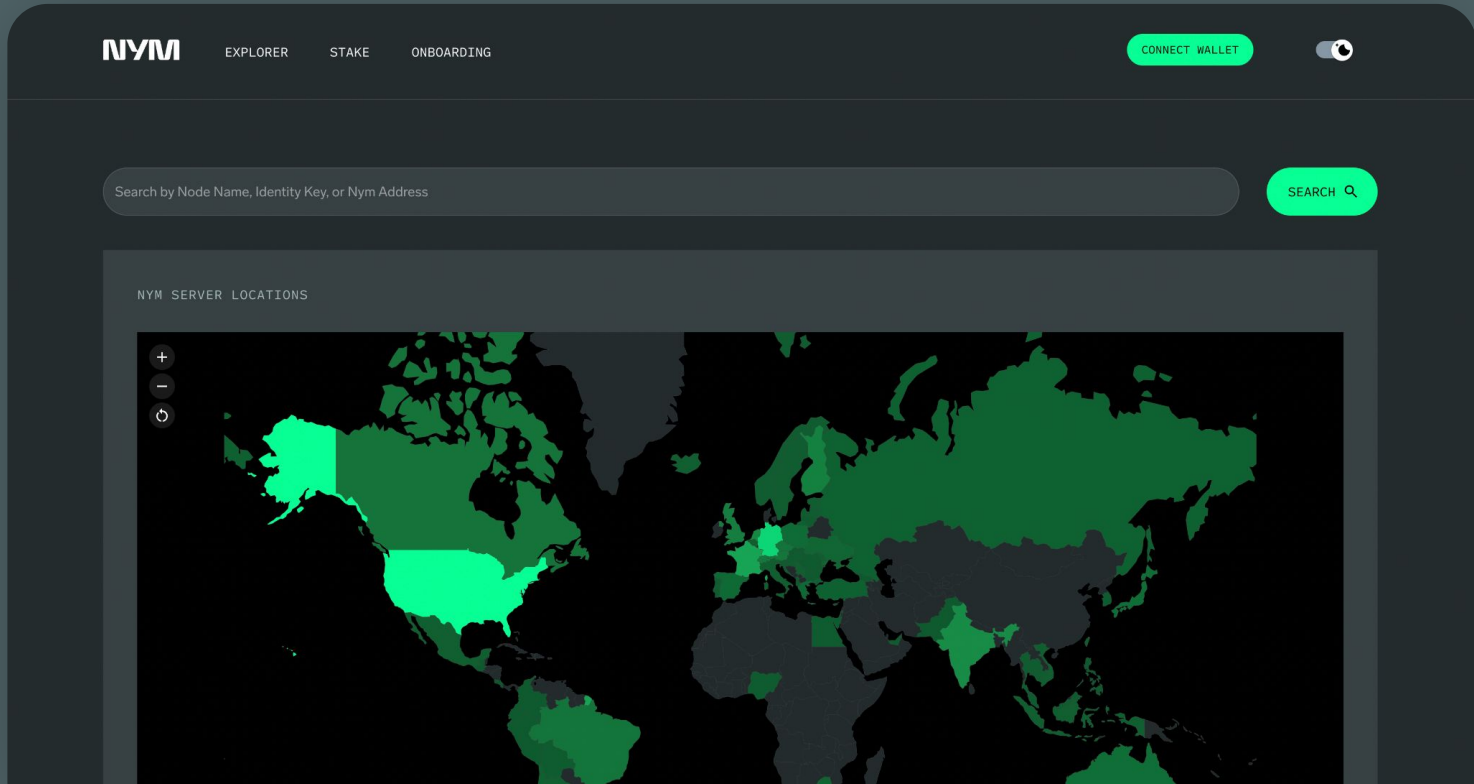 NYM
EXPLORER
STAKE
ONBOARDING
CONNECT WALLET
Search by Node Name, Identity Key, or Nym Address
SEARCH
NYM SERVER LOCATIONS
+
−